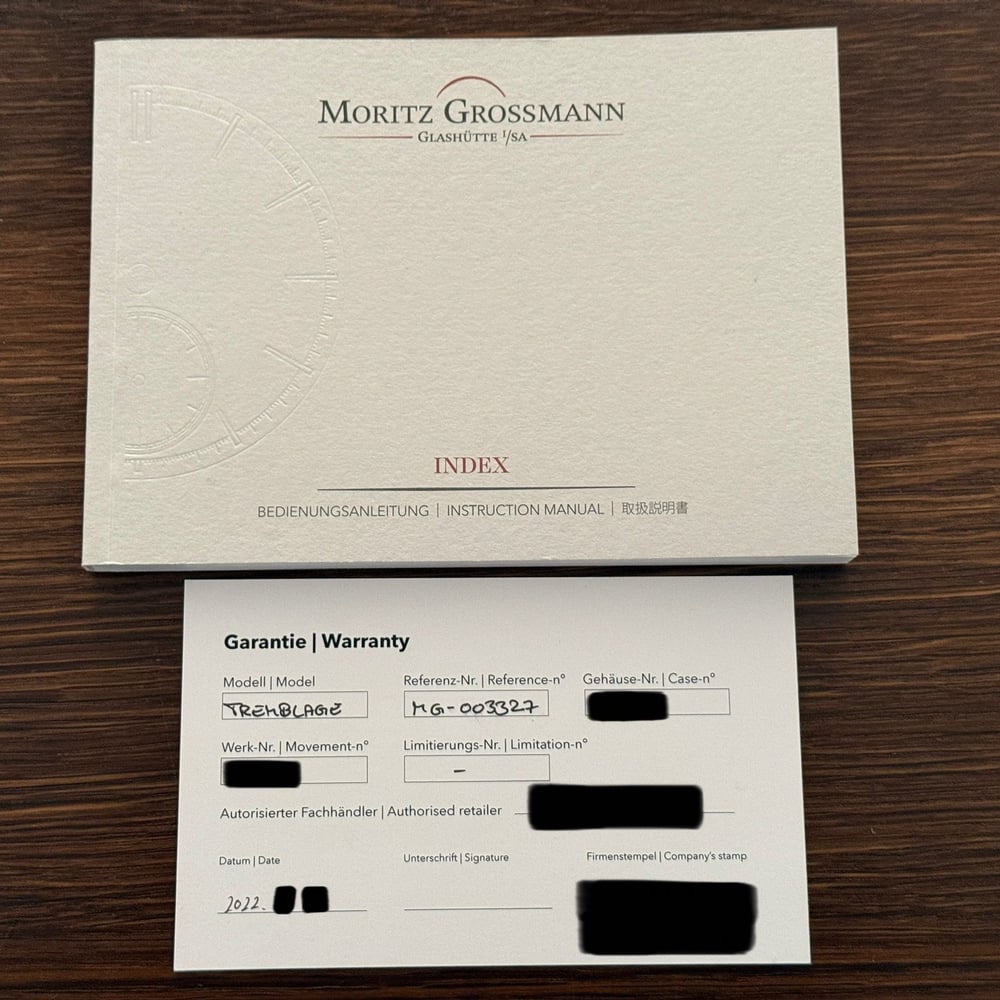 MORITZ GROSSMANN
GLASHÜTTE I/SA
INDEX
BEDIENUNGSANLEITUNG | INSTRUCTION MANUAL | 取扱説明書
Garantie | Warranty
Modell | Model
Referenz-Nr. | Reference-n°
Gehäuse-Nr. | Case-n°
TREMBLAGE
MG-003327
Werk-Nr. | Movement-n°
Limitierungs-Nr. | Limitation-n°
–
Autorisierter Fachhändler | Authorised retailer
Datum | Date
Unterschrift | Signature
Firmenstempel | Company's stamp
2022.